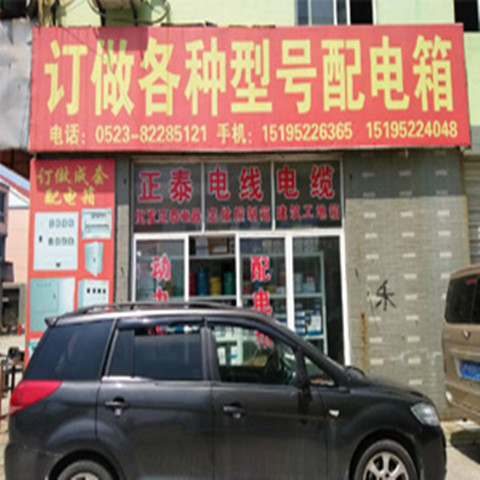 订做各种型号配电箱
电话：0523-82285121 手机：15195226365 15195224048
订做成套
配电箱
正泰电线电缆
动力
配电